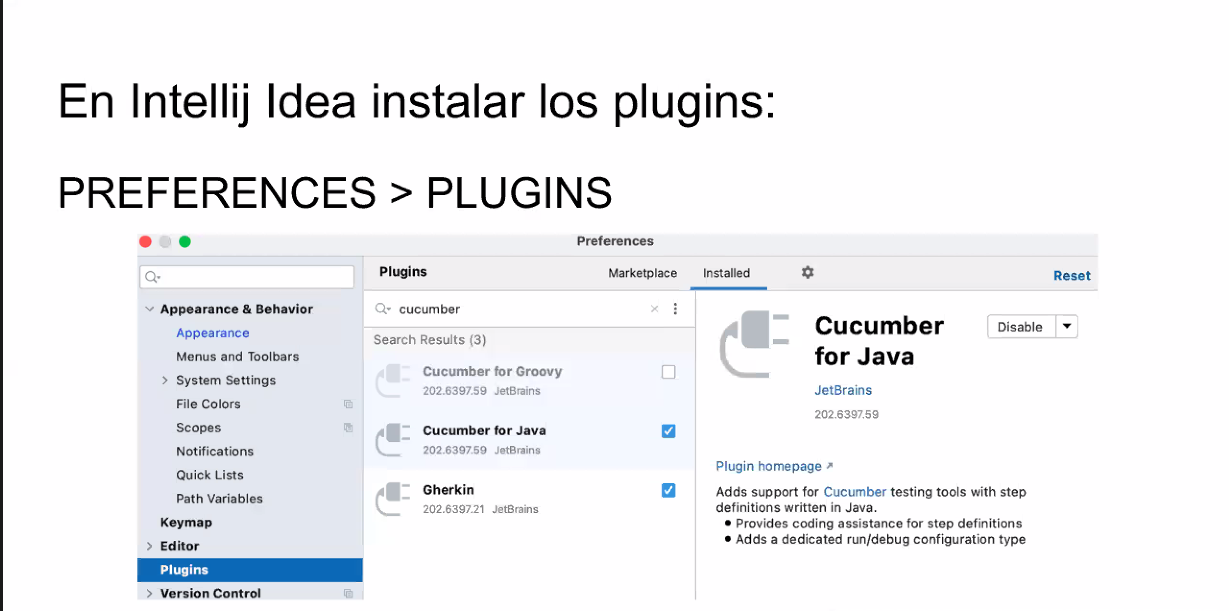 En Intellij Idea instalar los plugins:
PREFERENCES > PLUGINS
Preferences
Plugins
Marketplace
Installed
Reset
Appearance & Behavior
Appearance
Menus and Toolbars
System Settings
File Colors
Scopes
Notifications
Quick Lists
Path Variables
Keymap
Editor
Plugins
Version Control
cucumber
Search Results (3)
Cucumber for Groovy
202.6397.59 JetBrains
Cucumber for Java
202.6397.59 JetBrains
Gherkin
202.6397.21 JetBrains
Cucumber
for Java
Disable
JetBrains
202.6397.59
Plugin homepage ↗
Adds support for Cucumber testing tools with step
definitions written in Java.
• Provides coding assistance for step definitions
• Adds a dedicated run/debug configuration type